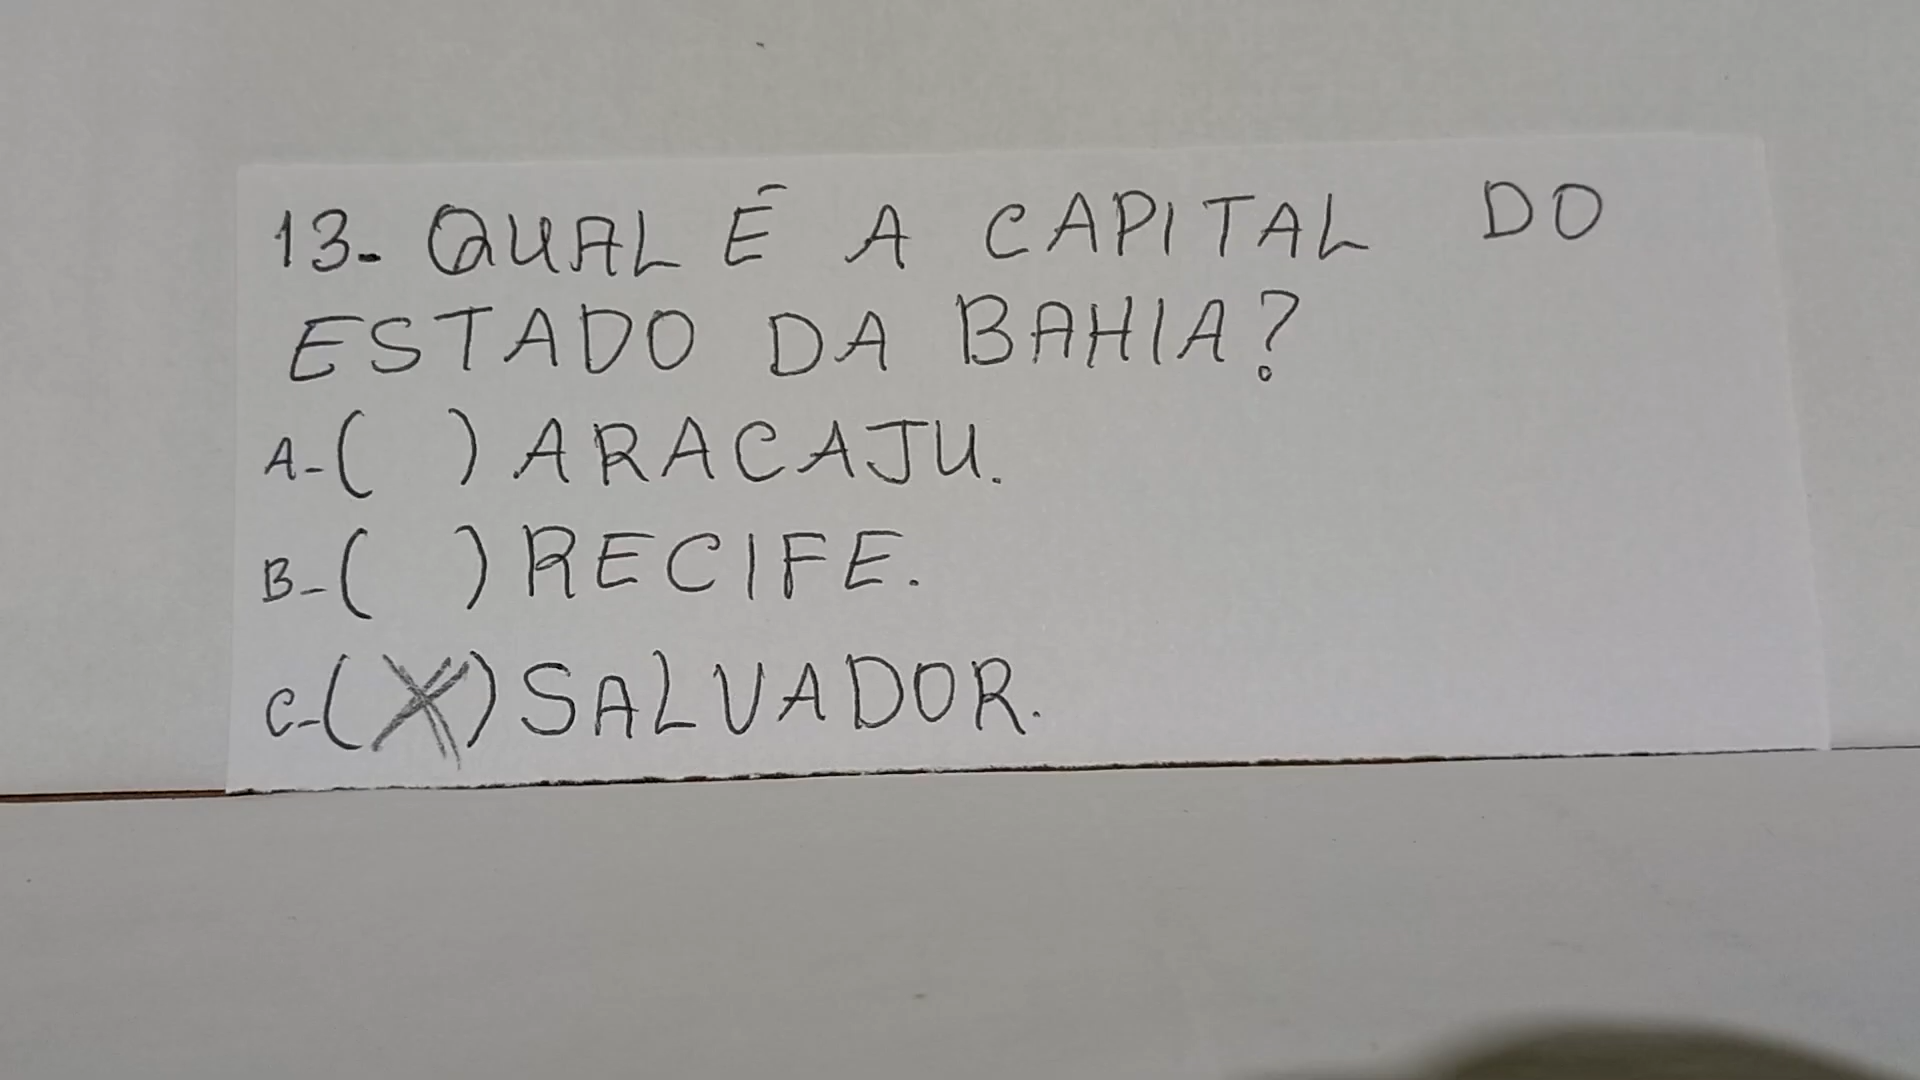 13- QUAL É A CAPITAL DO
ESTADO DA BAHIA?
A-( ) ARACAJU.
B-( ) RECIFE.
C-(X) SALVADOR.